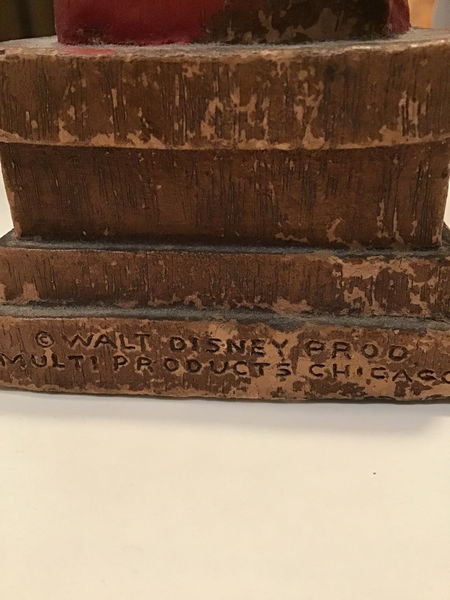 © WALT DISNEY PROD
MULTI PRODUCTS CHICAGO